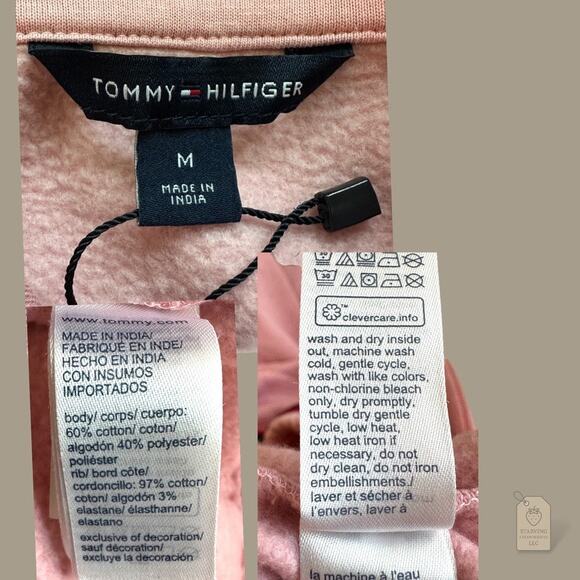 TOMMY HILFIGER
M
MADE IN
INDIA
www.tommy.com
MADE IN INDIA/
FABRIQUÉ EN INDE/
HECHO EN INDIA
CON INSUMOS
IMPORTADOS
body/ corps/ cuerpo:
60% cotton/ coton/
algodón 40% polyester/
poliéster
rib/ bord côte/
cordoncillo: 97% cotton/
coton/ algodón 3%
elastane/ élasthanne/
elastano
exclusive of decoration/
sauf décoration/
excluye la decoración
30
clevercare.info
wash and dry inside
out, machine wash
cold, gentle cycle,
wash with like colors,
non-chlorine bleach
only, dry promptly,
tumble dry gentle
cycle, low heat,
low heat iron if
necessary, do not
dry clean, do not iron
embellishments./
laver et sécher à
l'envers, laver à
la machine à l'eau
STARVING
LLC